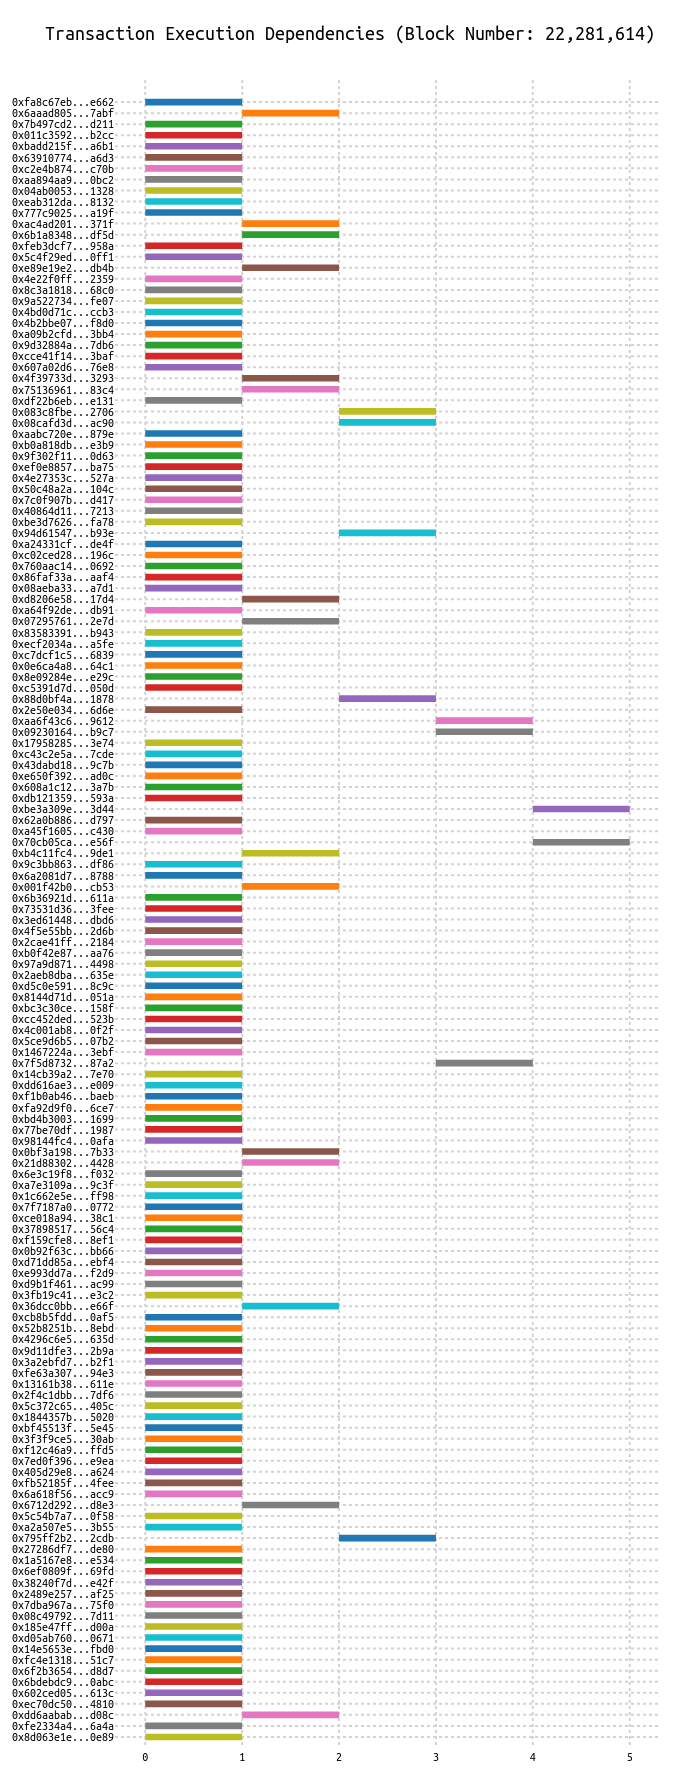 Transaction Execution Dependencies (Block Number: 22,281,614)
0xfa8c67eb...e662
0x6aaad805...7abf
0x7b497cd2...d211
0x011c3592...b2cc
0xbadd215f...a6b1
0x63910774...a6d3
0xc2e4b874...c70b
0xaa894aa9...0bc2
0x04ab0053...1328
0xeab312da...8132
0x777c9025...a19f
0xac4ad201...371f
0x6b1a8348...df5d
0xfeb3dcf7...958a
0x5c4f29ed...0ff1
0xe89e19e2...db4b
0x4e22f0ff...2359
0x8c3a1818...68c0
0x9a522734...fe07
0x4bd0d71c...ccb3
0x4b2bbe07...f8d0
0xa09b2cfd...3bb4
0x9d32884a...7db6
0xcce41f14...3baf
0x607a02d6...76e8
0x4f39733d...3293
0x75136961...83c4
0xdf22b6eb...e131
0x083c8fbe...2706
0x08cafd3d...ac90
0xaabc720e...879e
0xb0a818db...e3b9
0x9f302f11...0d63
0xef0e8857...ba75
0x4e27353c...527a
0x50c48a2a...104c
0x7c0f907b...d417
0x40864d11...7213
0xbe3d7626...fa78
0x94d61547...b93e
0xa24331cf...de4f
0xc02ced28...196c
0x760aac14...0692
0x86faf33a...aaf4
0x08aeba33...a7d1
0xd8206e58...17d4
0xa64f92de...db91
0x07295761...2e7d
0x83583391...b943
0xecf2034a...a5fe
0xc7dcf1c5...6839
0x0e6ca4a8...64c1
0x8e09284e...e29c
0xc5391d7d...050d
0x88d0bf4a...1878
0x2e50e034...6d6e
0xaa6f43c6...9612
0x09230164...b9c7
0x17958285...3e74
0xc43c2e5a...7cde
0x43dabd18...9c7b
0xe650f392...ad0c
0x608a1c12...3a7b
0xdb121359...593a
0xbe3a309e...3d44
0x62a0b886...d797
0xa45f1605...c430
0x70cb05ca...e56f
0xb4c11fc4...9de1
0x9c3bb863...df86
0x6a2081d7...8788
0x001f42b0...cb53
0x6b36921d...611a
0x73531d36...3fee
0x3ed61448...dbd6
0x4f5e55bb...2d6b
0x2cae41ff...2184
0xb0f42e87...aa76
0x97a9d871...4498
0x2aeb8dba...635e
0xd5c0e591...8c9c
0x8144d71d...051a
0xbc3c30ce...158f
0xcc452ded...523b
0x4c001ab8...0f2f
0x5ce9d6b5...07b2
0x1467224a...3ebf
0x7f5d8732...87a2
0x14cb39a2...7e70
0xdd616ae3...e009
0xf1b0ab46...baeb
0xfa92d9f0...6ce7
0xbd4b3003...1699
0x77be70df...1987
0x98144fc4...0afa
0x0bf3a198...7b33
0x21d88302...4428
0x6e3c19f8...f032
0xa7e3109a...9c3f
0x1c662e5e...ff98
0x7f7187a0...0772
0xce018a94...38c1
0x37898517...56c4
0xf159cfe8...8ef1
0x0b92f63c...bb66
0xd71dd85a...ebf4
0xe993dd7a...f2d9
0xd9b1f461...ac99
0x3fb19c41...e3c2
0x36dcc0bb...e66f
0xcb8b5fdd...0af5
0x52b8251b...8ebd
0x4296c6e5...635d
0x9d11dfe3...2b9a
0x3a2ebfd7...b2f1
0xfe63a307...94e3
0x13161b38...611e
0x2f4c1dbb...7df6
0x5c372c65...405c
0x1844357b...5020
0xbf45513f...5e45
0x3f3f9ce5...30ab
0xf12c46a9...ffd5
0x7ed0f396...e9ea
0x405d29e8...a624
0xfb52185f...4fee
0x6a618f56...acc9
0x6712d292...d8e3
0x5c54b7a7...0f58
0xa2a507e5...3b55
0x795ff2b2...2cdb
0x27286df7...de80
0x1a5167e8...e534
0x6ef0809f...69fd
0x38240f7d...e42f
0x2489e257...af25
0x7dba967a...75f0
0x08c49792...7d11
0x185e47ff...d00a
0xd05ab760...0671
0x14e5653e...fbd0
0xfc4e1318...51c7
0x6f2b3654...d8d7
0x6bdebdc9...0abc
0x602ced05...613c
0xec70dc50...4810
0xdd6aabab...d08c
0xfe2334a4...6a4a
0x8d063e1e...0e89
0 1 2 3 4 5